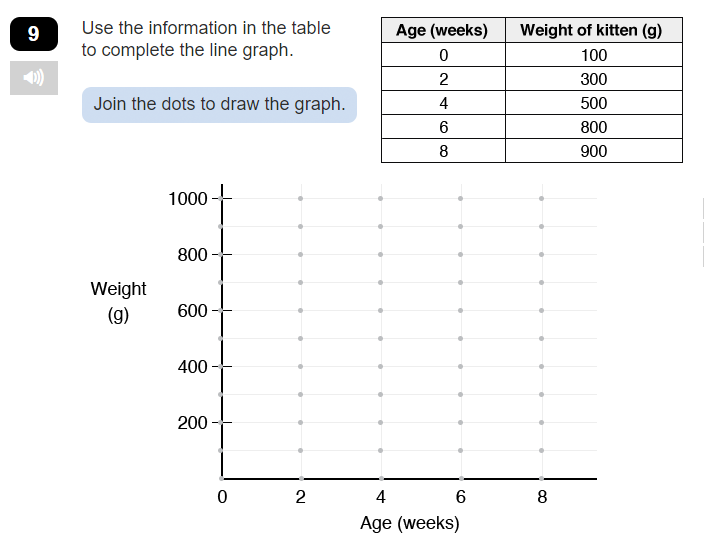 9
Use the information in the table
to complete the line graph.
Join the dots to draw the graph.
Age (weeks) Weight of kitten (g)
0 100
2 300
4 500
6 800
8 900
1000
800
Weight
(g)
600
400
200
0 2 4 6 8
Age (weeks)